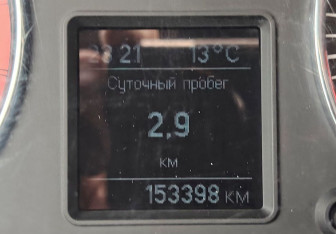 21 13°C
Суточный пробег
2,9
км
153398 км